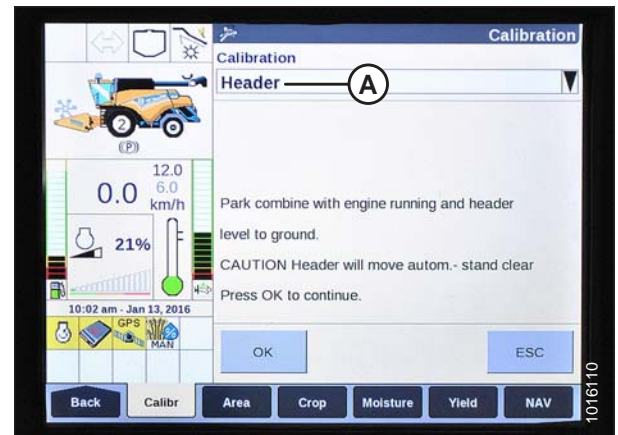 Calibration
Calibration
Header
A
2
(P)
12.0
6.0
0.0
km/h
21%
Park combine with engine running and header
level to ground.
CAUTION Header will move autom.- stand clear
Press OK to continue.
10:02 am - Jan 13, 2016
GPS
MAN
OK
ESC
Back
Calibr
Area
Crop
Moisture
Yield
NAV
1016110